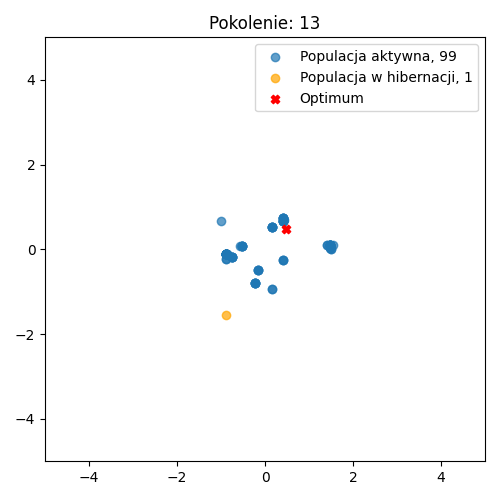 Pokolenie: 13
Populacja aktywna, 99
Populacja w hibernacji, 1
Optimum
4
2
0
−2
−4
−4 −2 0 2 4